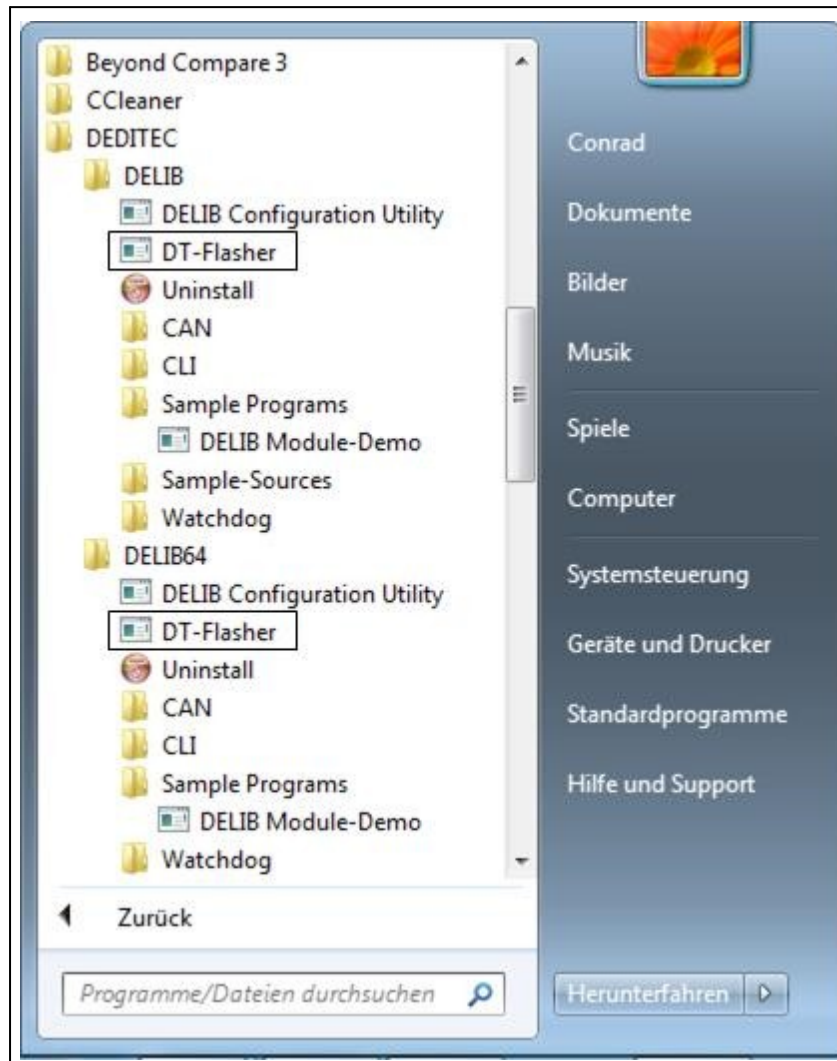 Beyond Compare 3
CCleaner
DEDITEC
DELIB
DELIB Configuration Utility
DT-Flasher
Uninstall
CAN
CLI
Sample Programs
DELIB Module-Demo
Sample-Sources
Watchdog
DELIB64
DELIB Configuration Utility
DT-Flasher
Uninstall
CAN
CLI
Sample Programs
DELIB Module-Demo
Watchdog
Zurück
Programme/Dateien durchsuchen
Conrad
Dokumente
Bilder
Musik
Spiele
Computer
Systemsteuerung
Geräte und Drucker
Standardprogramme
Hilfe und Support
Herunterfahren